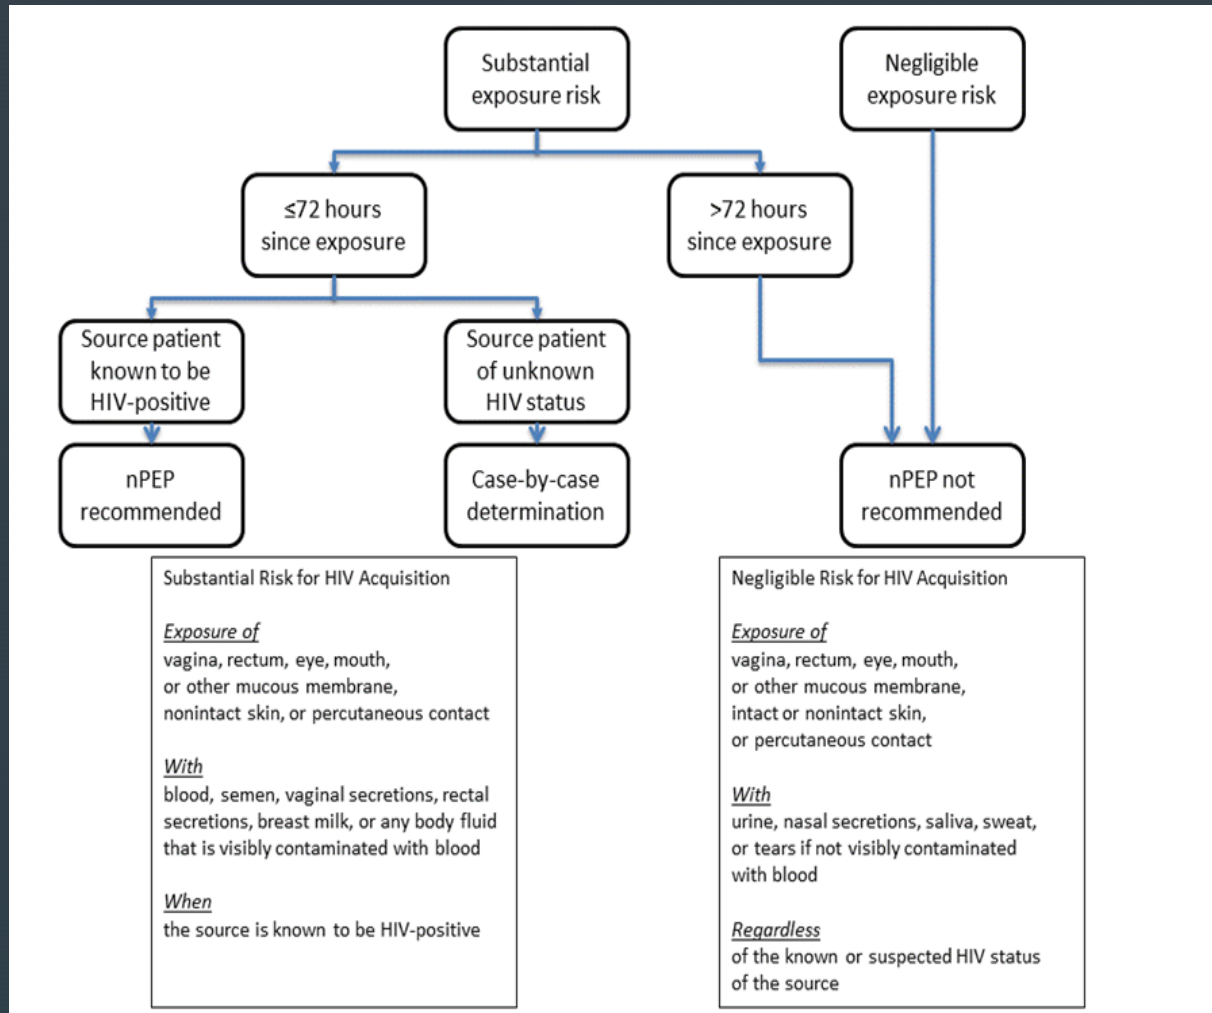 Substantial
exposure risk
Negligible
exposure risk
≤72 hours
since exposure
>72 hours
since exposure
Source patient
known to be
HIV-positive
Source patient
of unknown
HIV status
nPEP
recommended
Case-by-case
determination
nPEP not
recommended
Substantial Risk for HIV Acquisition
Exposure of
vagina, rectum, eye, mouth,
or other mucous membrane,
nonintact skin, or percutaneous contact
With
blood, semen, vaginal secretions, rectal
secretions, breast milk, or any body fluid
that is visibly contaminated with blood
When
the source is known to be HIV-positive
Negligible Risk for HIV Acquisition
Exposure of
vagina, rectum, eye, mouth,
or other mucous membrane,
intact or nonintact skin,
or percutaneous contact
With
urine, nasal secretions, saliva, sweat,
or tears if not visibly contaminated
with blood
Regardless
of the known or suspected HIV status
of the source